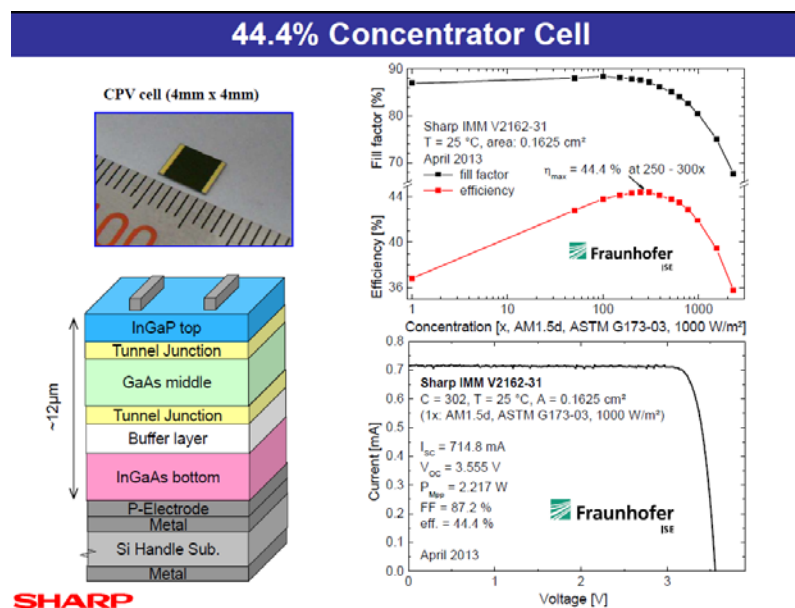 44.4% Concentrator Cell
CPV cell (4mm x 4mm)
InGaP top
Tunnel Junction
GaAs middle
Tunnel Junction
Buffer layer
InGaAs bottom
P-Electrode
Metal
Si Handle Sub.
Metal
~12μm
SHARP
90
80
70
Fill factor [%]
Sharp IMM V2162-31
T = 25 °C, area: 0.1625 cm²
April 2013
fill factor
efficiency
ηmax = 44.4 % at 250 - 300x
44
40
36
Efficiency [%]
Fraunhofer
ISE
1 10 100 1000
Concentration [x, AM1.5d, ASTM G173-03, 1000 W/m²]
0.8
0.7
0.6
0.5
0.4
0.3
0.2
0.1
0.0
Current [mA]
Sharp IMM V2162-31
C = 302, T = 25 °C, A = 0.1625 cm²
(1x: AM1.5d, ASTM G173-03, 1000 W/m²)
ISC = 714.8 mA
VOC = 3.555 V
PMpp = 2.217 W
FF = 87.2 %
eff. = 44.4 %
Fraunhofer
ISE
April 2013
0 1 2 3
Voltage [V]